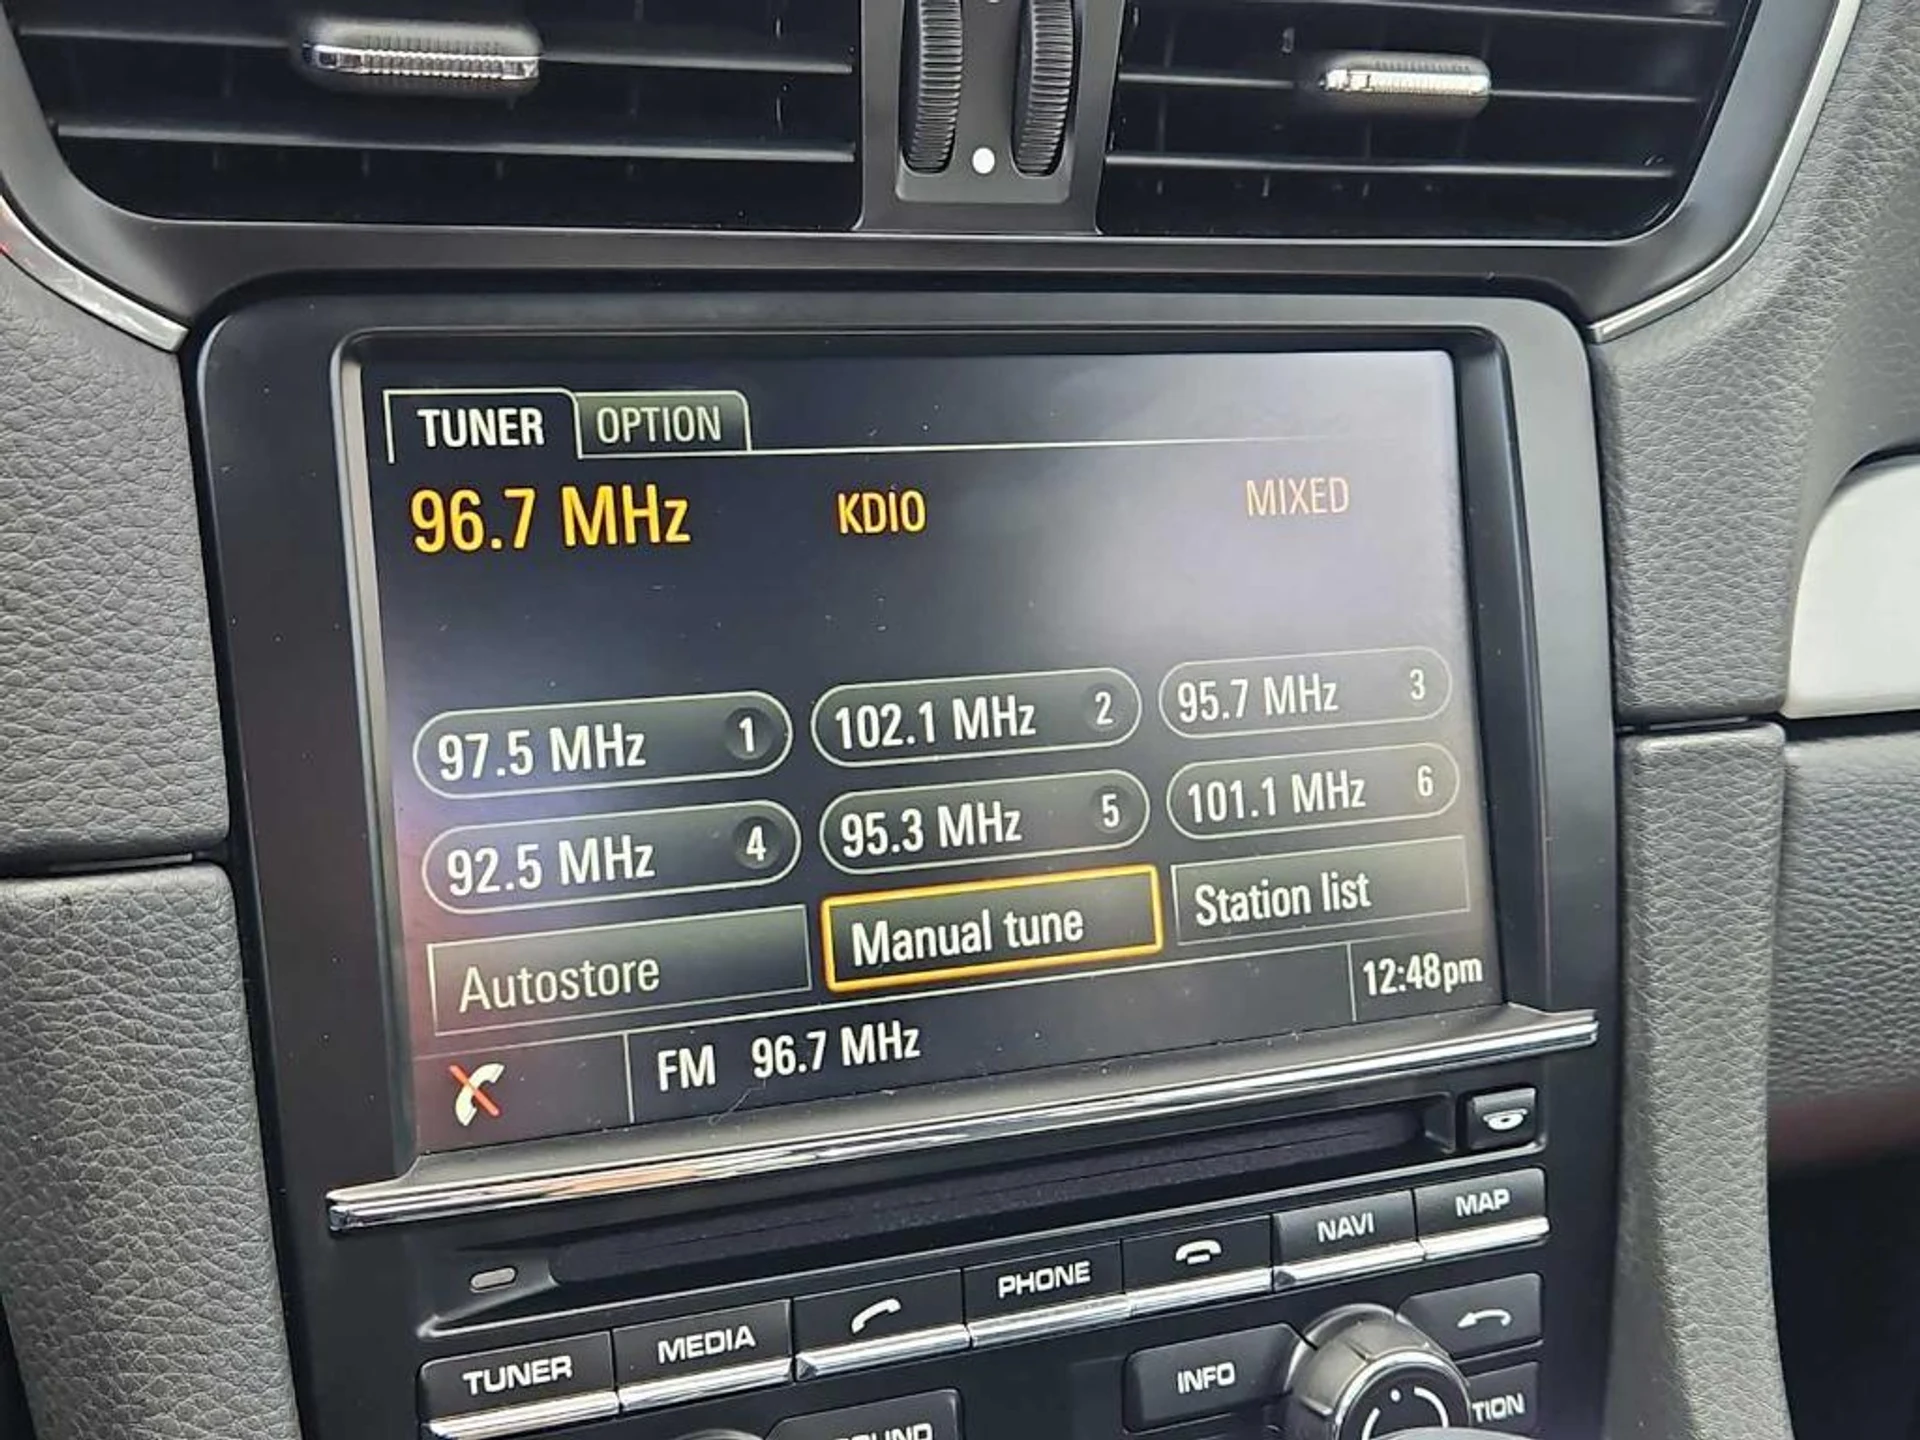 TUNER OPTION
96.7 MHz KDIO MIXED
97.5 MHz 1 102.1 MHz 2 95.7 MHz 3
92.5 MHz 4 95.3 MHz 5 101.1 MHz 6
Autostore Manual tune Station list
FM 96.7 MHz 12:48pm
TUNER MEDIA PHONE NAVI MAP
INFO
TION